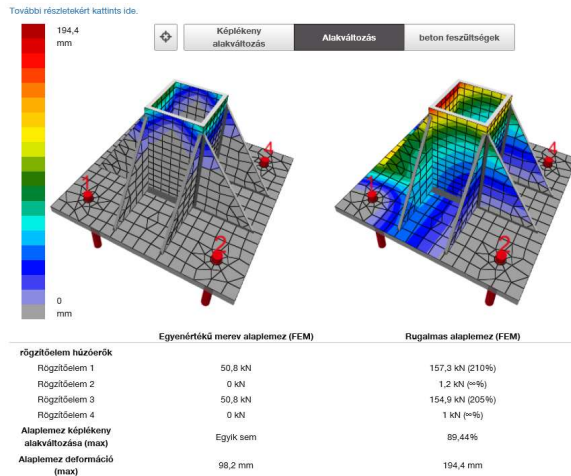 További részletekért kattints ide.
194,4
mm
Képlékeny
alakváltozás
Alakváltozás
beton feszültségek
1
4
2
1
4
2
0
mm
Egyenértékű merev alaplemez (FEM)
Rugalmas alaplemez (FEM)
rögzítőelem húzóerők
Rögzítőelem 1
50,8 kN
157,3 kN (210%)
Rögzítőelem 2
0 kN
1,2 kN (∞%)
Rögzítőelem 3
50,8 kN
154,9 kN (205%)
Rögzítőelem 4
0 kN
1 kN (∞%)
Alaplemez képlékeny
alakváltozása (max)
Egyik sem
89,44%
Alaplemez deformáció
(max)
98,2 mm
194,4 mm